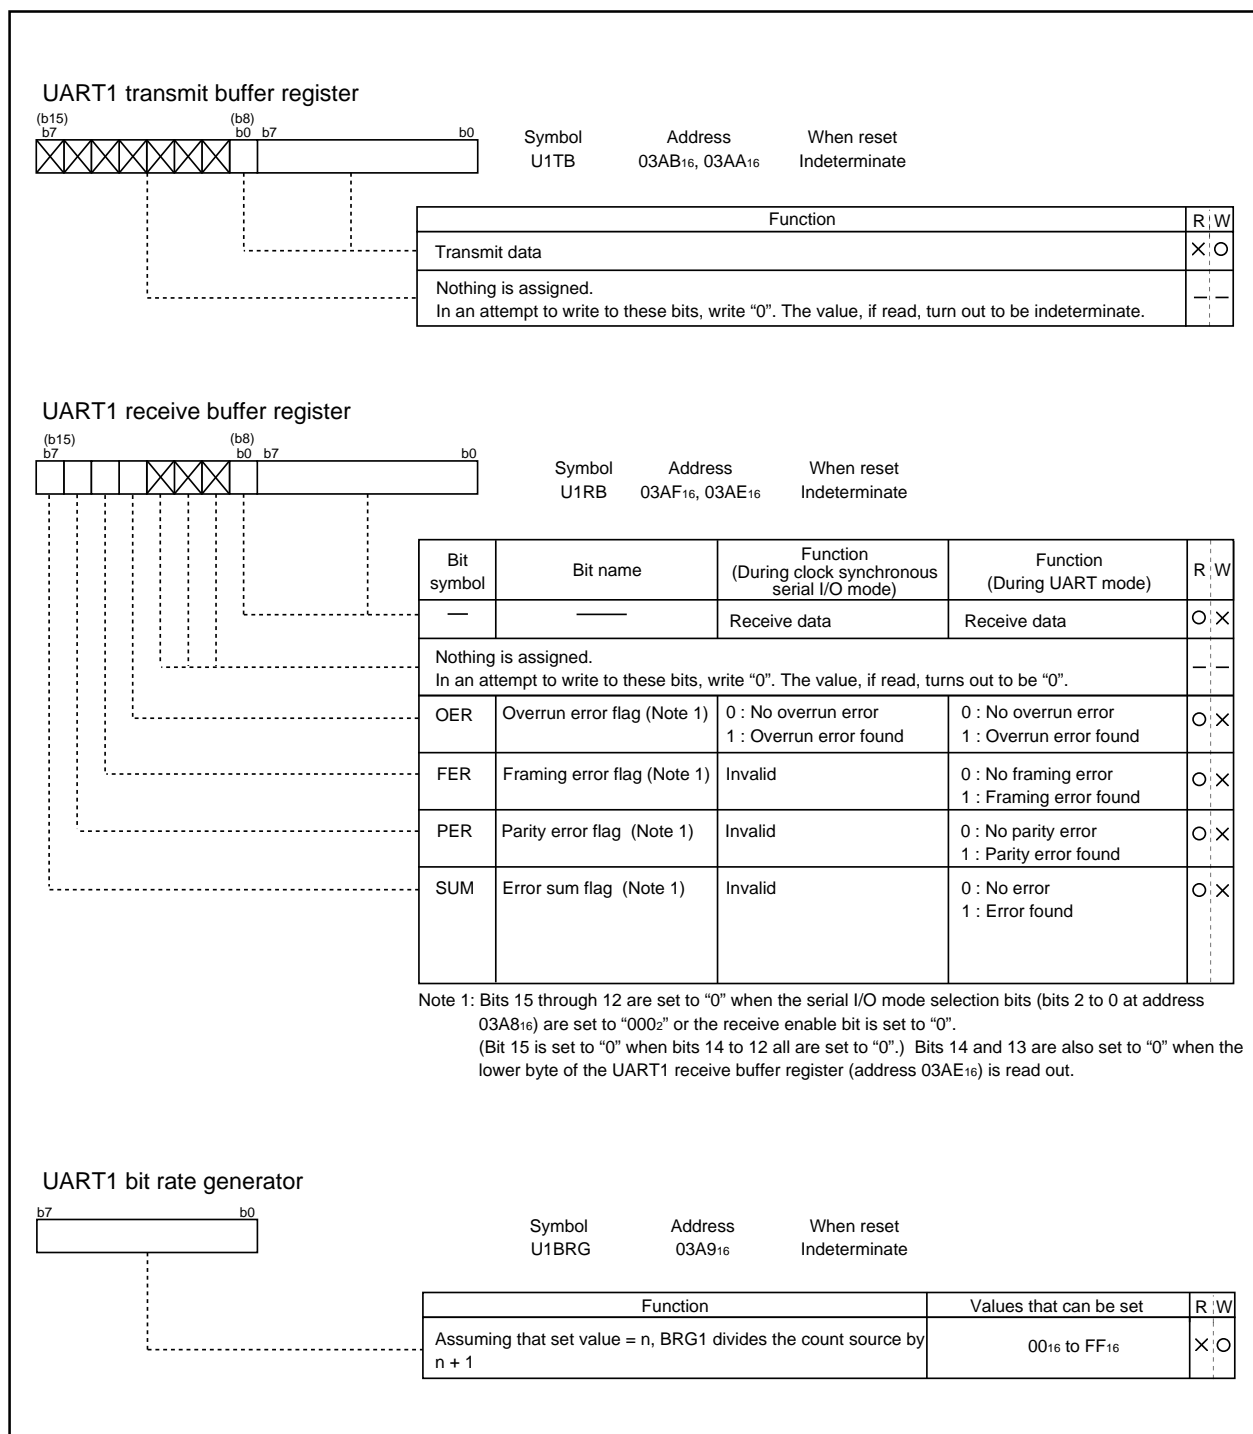 UART1 transmit buffer register
(b15) (b8)
b7 b0 b7 b0
Symbol Address When reset
U1TB 03AB16, 03AA16 Indeterminate
Function R W
Transmit data
Nothing is assigned.
In an attempt to write to these bits, write “0”. The value, if read, turn out to be indeterminate.
UART1 receive buffer register
(b15) (b8)
b7 b0 b7 b0
Symbol Address When reset
U1RB 03AF16, 03AE16 Indeterminate
Bit symbol Bit name Function (During clock synchronous serial I/O mode) Function (During UART mode) R W
Receive data Receive data
Nothing is assigned.
In an attempt to write to these bits, write “0”. The value, if read, turns out to be “0”.
OER Overrun error flag (Note 1) 0 : No overrun error 0 : No overrun error
1 : Overrun error found 1 : Overrun error found
FER Framing error flag (Note 1) Invalid 0 : No framing error
1 : Framing error found
PER Parity error flag (Note 1) Invalid 0 : No parity error
1 : Parity error found
SUM Error sum flag (Note 1) Invalid 0 : No error
1 : Error found
Note 1: Bits 15 through 12 are set to “0” when the serial I/O mode selection bits (bits 2 to 0 at address
03A816) are set to “0002” or the receive enable bit is set to “0”.
(Bit 15 is set to “0” when bits 14 to 12 all are set to “0”.) Bits 14 and 13 are also set to “0” when the
lower byte of the UART1 receive buffer register (address 03AE16) is read out.
UART1 bit rate generator
b7 b0
Symbol Address When reset
U1BRG 03A916 Indeterminate
Function Values that can be set R W
Assuming that set value = n, BRG1 divides the count source by
n + 1
0016 to FF16